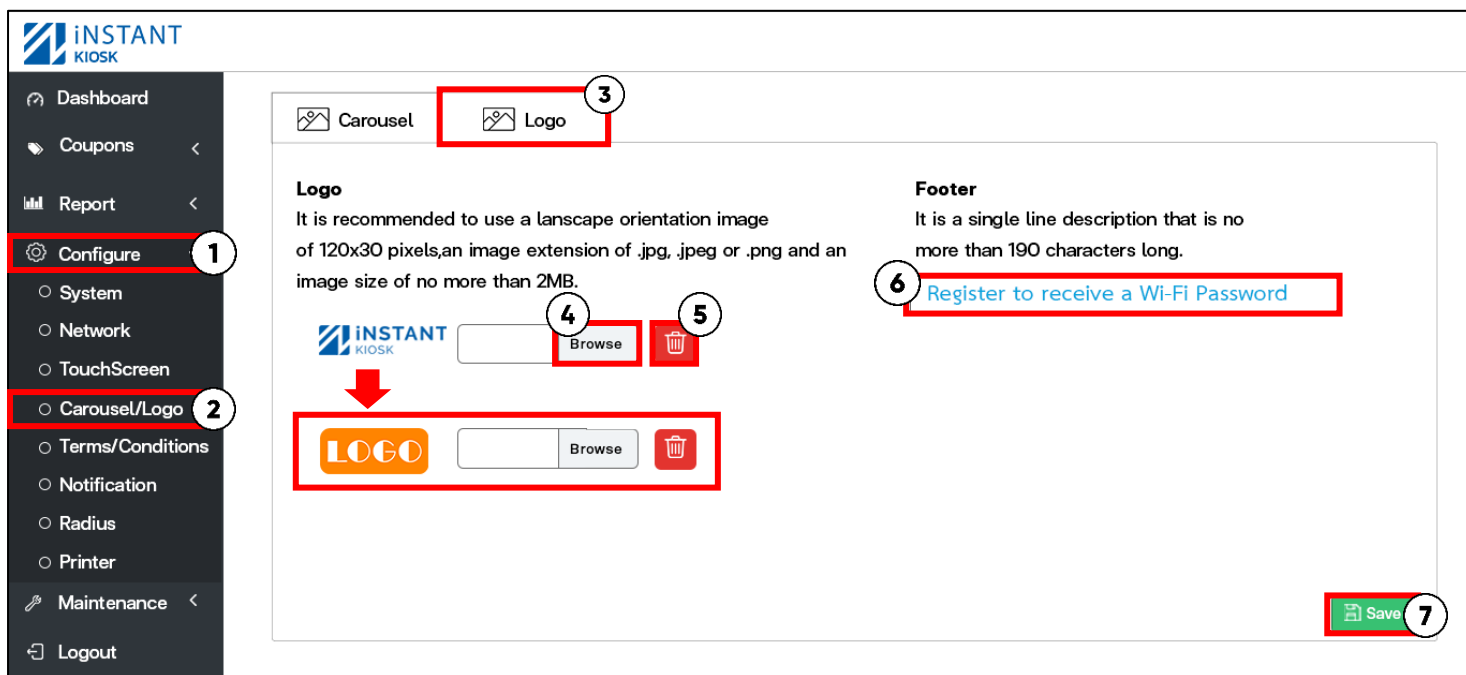 iNSTANT
KIOSK
Dashboard
Coupons
Report
Configure
1
System
Network
TouchScreen
Carousel/Logo
2
Terms/Conditions
Notification
Radius
Printer
Maintenance
Logout
Carousel
Logo
3
Logo
It is recommended to use a lanscape orientation image
of 120x30 pixels,an image extension of .jpg, .jpeg or .png and an
image size of no more than 2MB.
iNSTANT
KIOSK
Browse
4
5
LOGO
Browse
Footer
It is a single line description that is no
more than 190 characters long.
6
Register to receive a Wi-Fi Password
Save
7